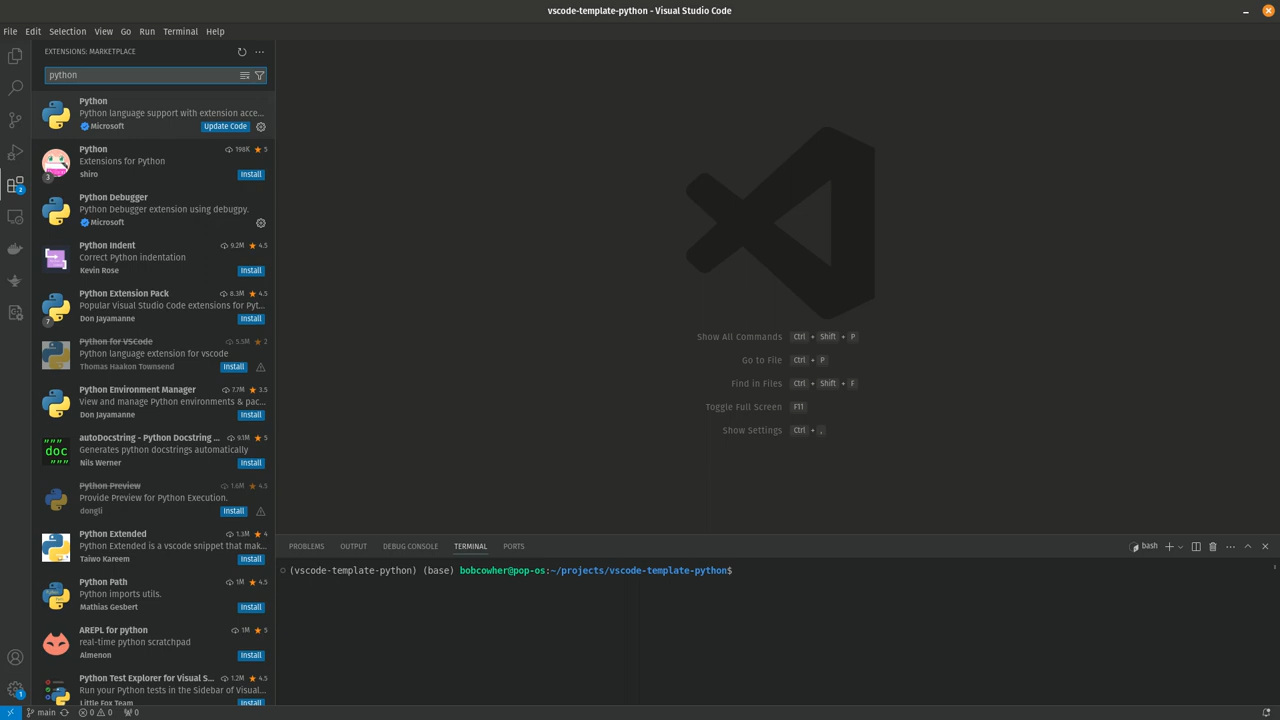 vscode-template-python - Visual Studio Code
File Edit Selection View Go Run Terminal Help
EXTENSIONS: MARKETPLACE
python
Python
Python language support with extension acce...
Microsoft Update Code
Python 198K 5
Extensions for Python
3
shiro Install
Python Debugger
Python Debugger extension using debugpy.
Microsoft
Python Indent 9.2M 4.5
Correct Python indentation
Kevin Rose Install
Python Extension Pack 8.3M 4.5
Popular Visual Studio Code extensions for Pyt...
7
Don Jayamanne Install
Python for VSCode 5.5M 2
Python language extension for vscode
Thomas Haakon Townsend Install
Python Environment Manager 7.7M 3.5
View and manage Python environments & pac...
Don Jayamanne Install
autoDocstring - Python Docstring ... 9.1M 5
Generates python docstrings automatically
""" doc """
Nils Werner Install
Python Preview 1.6M 4.5
Provide Preview for Python Execution.
dongli Install
Python Extended 1.3M 4
Python Extended is a vscode snippet that mak...
Taiwo Kareem Install
Python Path 1M 4.5
Python imports utils.
Mathias Gesbert Install
AREPL for python 1M 5
real-time python scratchpad
Almenon Install
Python Test Explorer for Visual S... 1.2M 4.5
Run your Python tests in the Sidebar of Visual...
Little Fox Team Install
2
1
Show All Commands Ctrl + Shift + P
Go to File Ctrl + P
Find in Files Ctrl + Shift + F
Toggle Full Screen F11
Show Settings Ctrl + ,
PROBLEMS OUTPUT DEBUG CONSOLE TERMINAL PORTS bash
(vscode-template-python) (base) bobcowher@pop-os:~/projects/vscode-template-python$
main 0 0 0